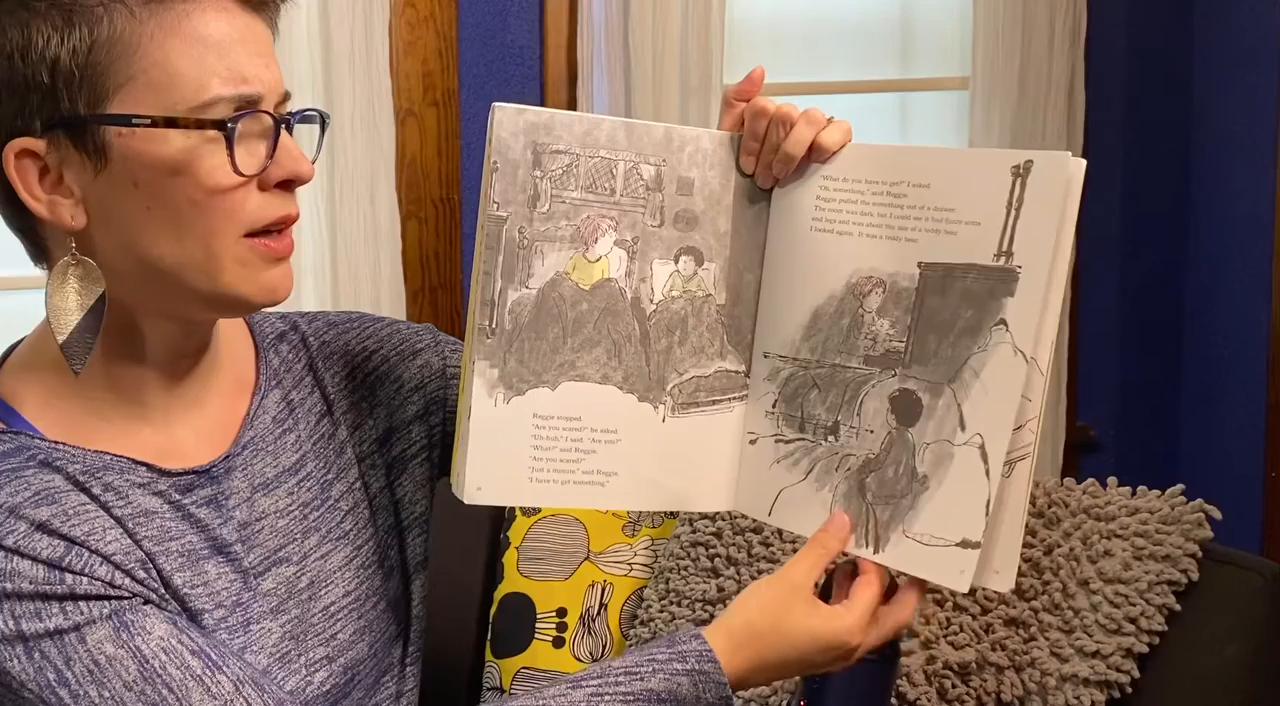 Reggie stopped.
"Are you scared?" he asked.
"Uh-huh," I said. "Are you?"
"What?" said Reggie.
"Are you scared?"
"Just a minute," said Reggie.
"I have to get something."
"What do you have to get?" I asked.
"Oh, something," said Reggie.
Reggie pulled the something out of a drawer.
The room was dark, but I could see it had fuzzy arms
and legs and was about the size of a teddy bear.
I looked again. It was a teddy bear.